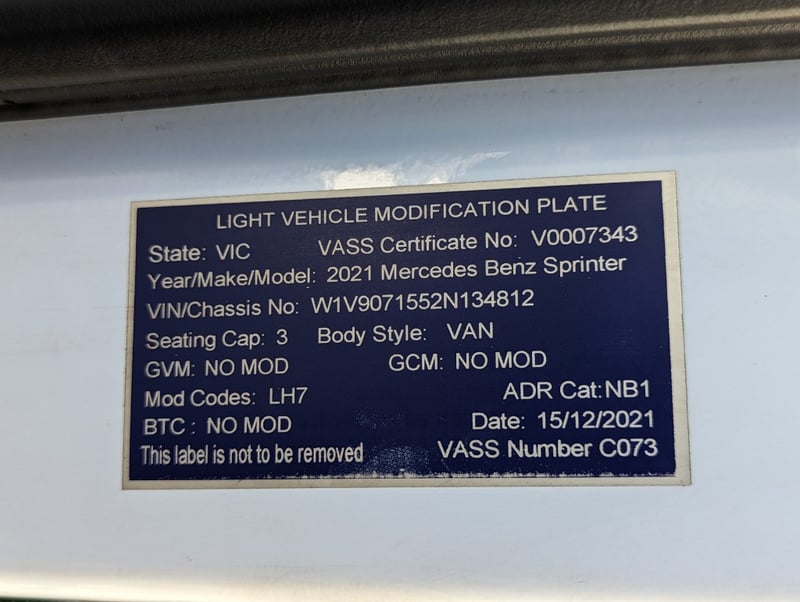 LIGHT VEHICLE MODIFICATION PLATE
State: VIC VASS Certificate No: V0007343
Year/Make/Model: 2021 Mercedes Benz Sprinter
VIN/Chassis No: W1V9071552N134812
Seating Cap: 3 Body Style: VAN
GVM: NO MOD GCM: NO MOD
Mod Codes: LH7 ADR Cat:NB1
BTC : NO MOD Date: 15/12/2021
This label is not to be removed VASS Number C073